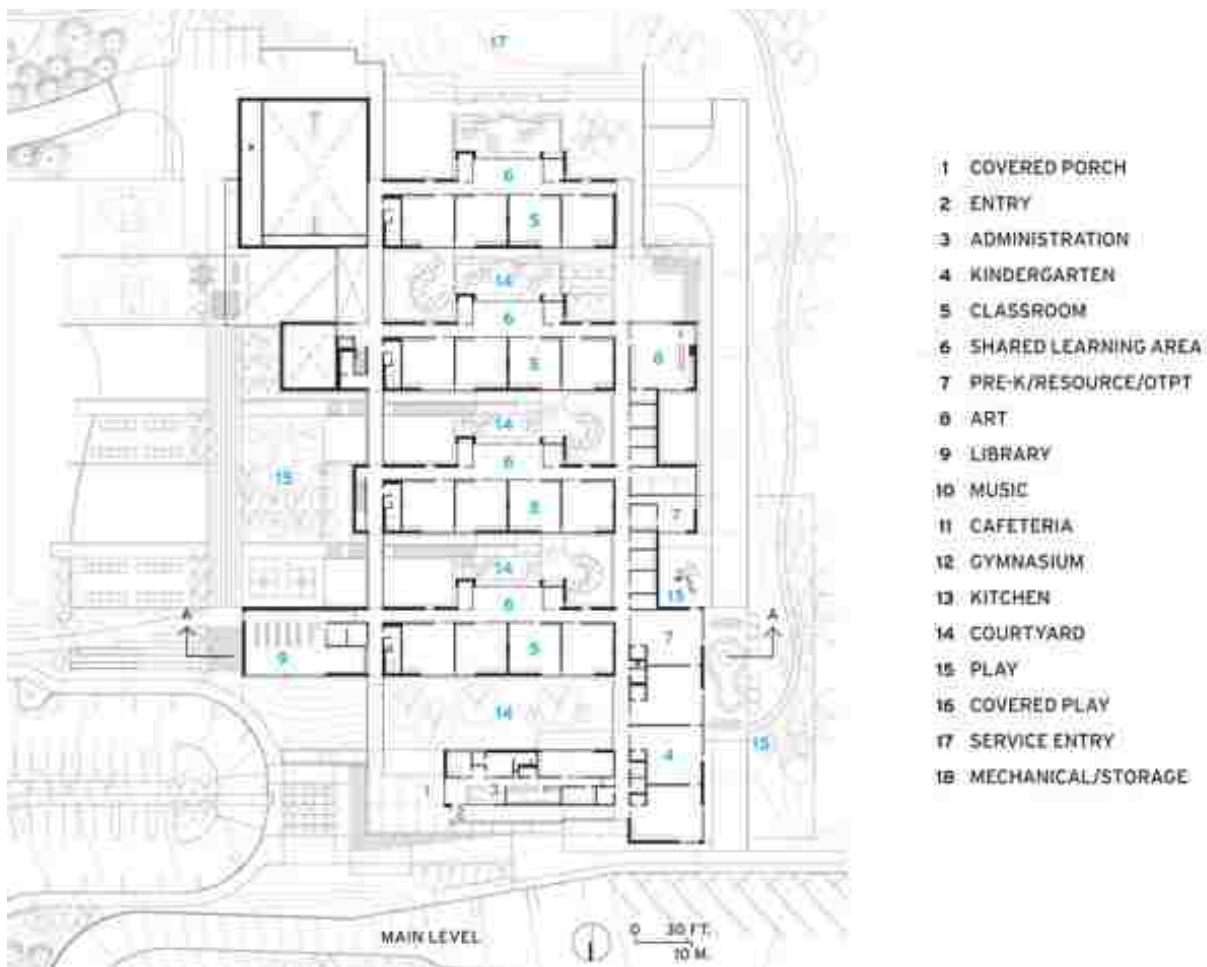 17
6
5
14
6
5
8
14
6
15
5
7
14
15
6
A
A
7
9
5
14
15
4
1
3
2
MAIN LEVEL
0 30 FT.
10 M.
1 COVERED PORCH
2 ENTRY
3 ADMINISTRATION
4 KINDERGARTEN
5 CLASSROOM
6 SHARED LEARNING AREA
7 PRE-K/RESOURCE/OTPT
8 ART
9 LIBRARY
10 MUSIC
11 CAFETERIA
12 GYMNASIUM
13 KITCHEN
14 COURTYARD
15 PLAY
16 COVERED PLAY
17 SERVICE ENTRY
18 MECHANICAL/STORAGE